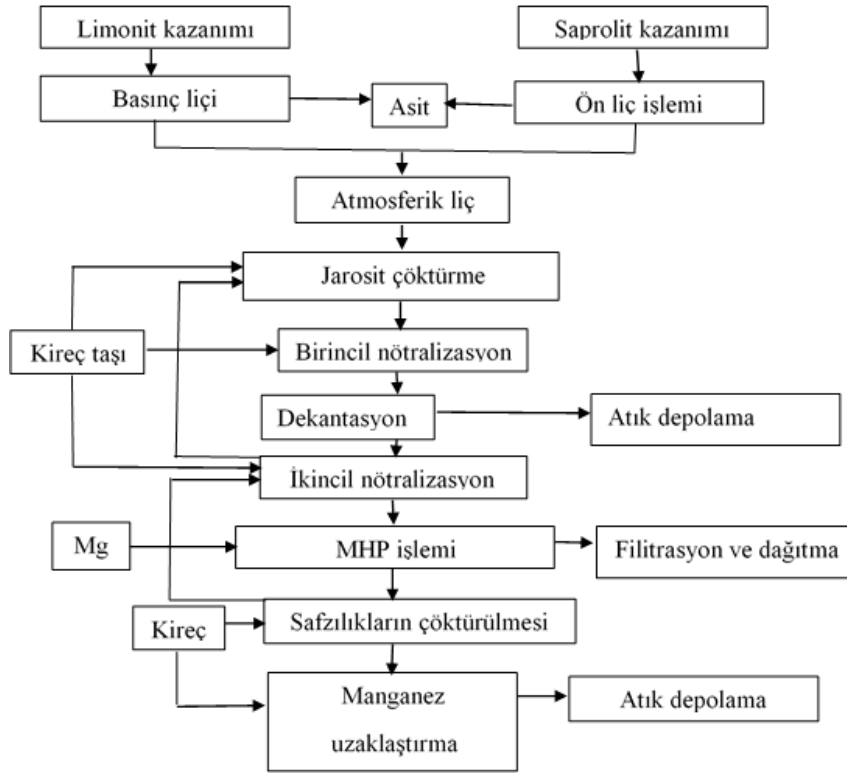 Limonit kazanımı
Saprolit kazanımı
Basınç liçi
Asit
Ön liç işlemi
Atmosferik liç
Jarosit çöktürme
Kireç taşı
Birincil nötralizasyon
Dekantasyon
Atık depolama
İkincil nötralizasyon
Mg
MHP işlemi
Filitrasyon ve dağıtma
Kireç
Safzılıkların çöktürülmesi
Manganez
uzaklaştırma
Atık depolama